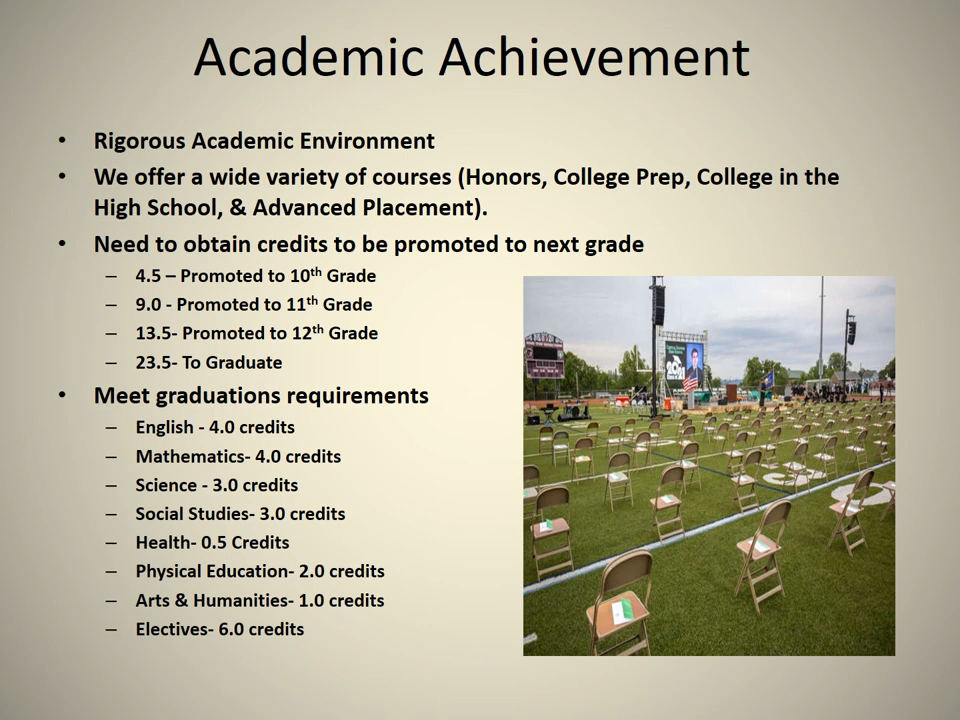 Academic Achievement
• Rigorous Academic Environment
• We offer a wide variety of courses (Honors, College Prep, College in the
High School, & Advanced Placement).
• Need to obtain credits to be promoted to next grade
– 4.5 – Promoted to 10th Grade
– 9.0 - Promoted to 11th Grade
– 13.5- Promoted to 12th Grade
– 23.5- To Graduate
• Meet graduations requirements
– English - 4.0 credits
– Mathematics- 4.0 credits
– Science - 3.0 credits
– Social Studies- 3.0 credits
– Health- 0.5 Credits
– Physical Education- 2.0 credits
– Arts & Humanities- 1.0 credits
– Electives- 6.0 credits